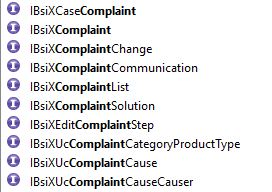 IBsiXCaseComplaint
IBsiXComplaint
IBsiXComplaintChange
IBsiXComplaintCommunication
IBsiXComplaintList
IBsiXComplaintSolution
IBsiXEditComplaintStep
IBsiXUcComplaintCategoryProductType
IBsiXUcComplaintCause
IBsiXUcComplaintCauseCauser